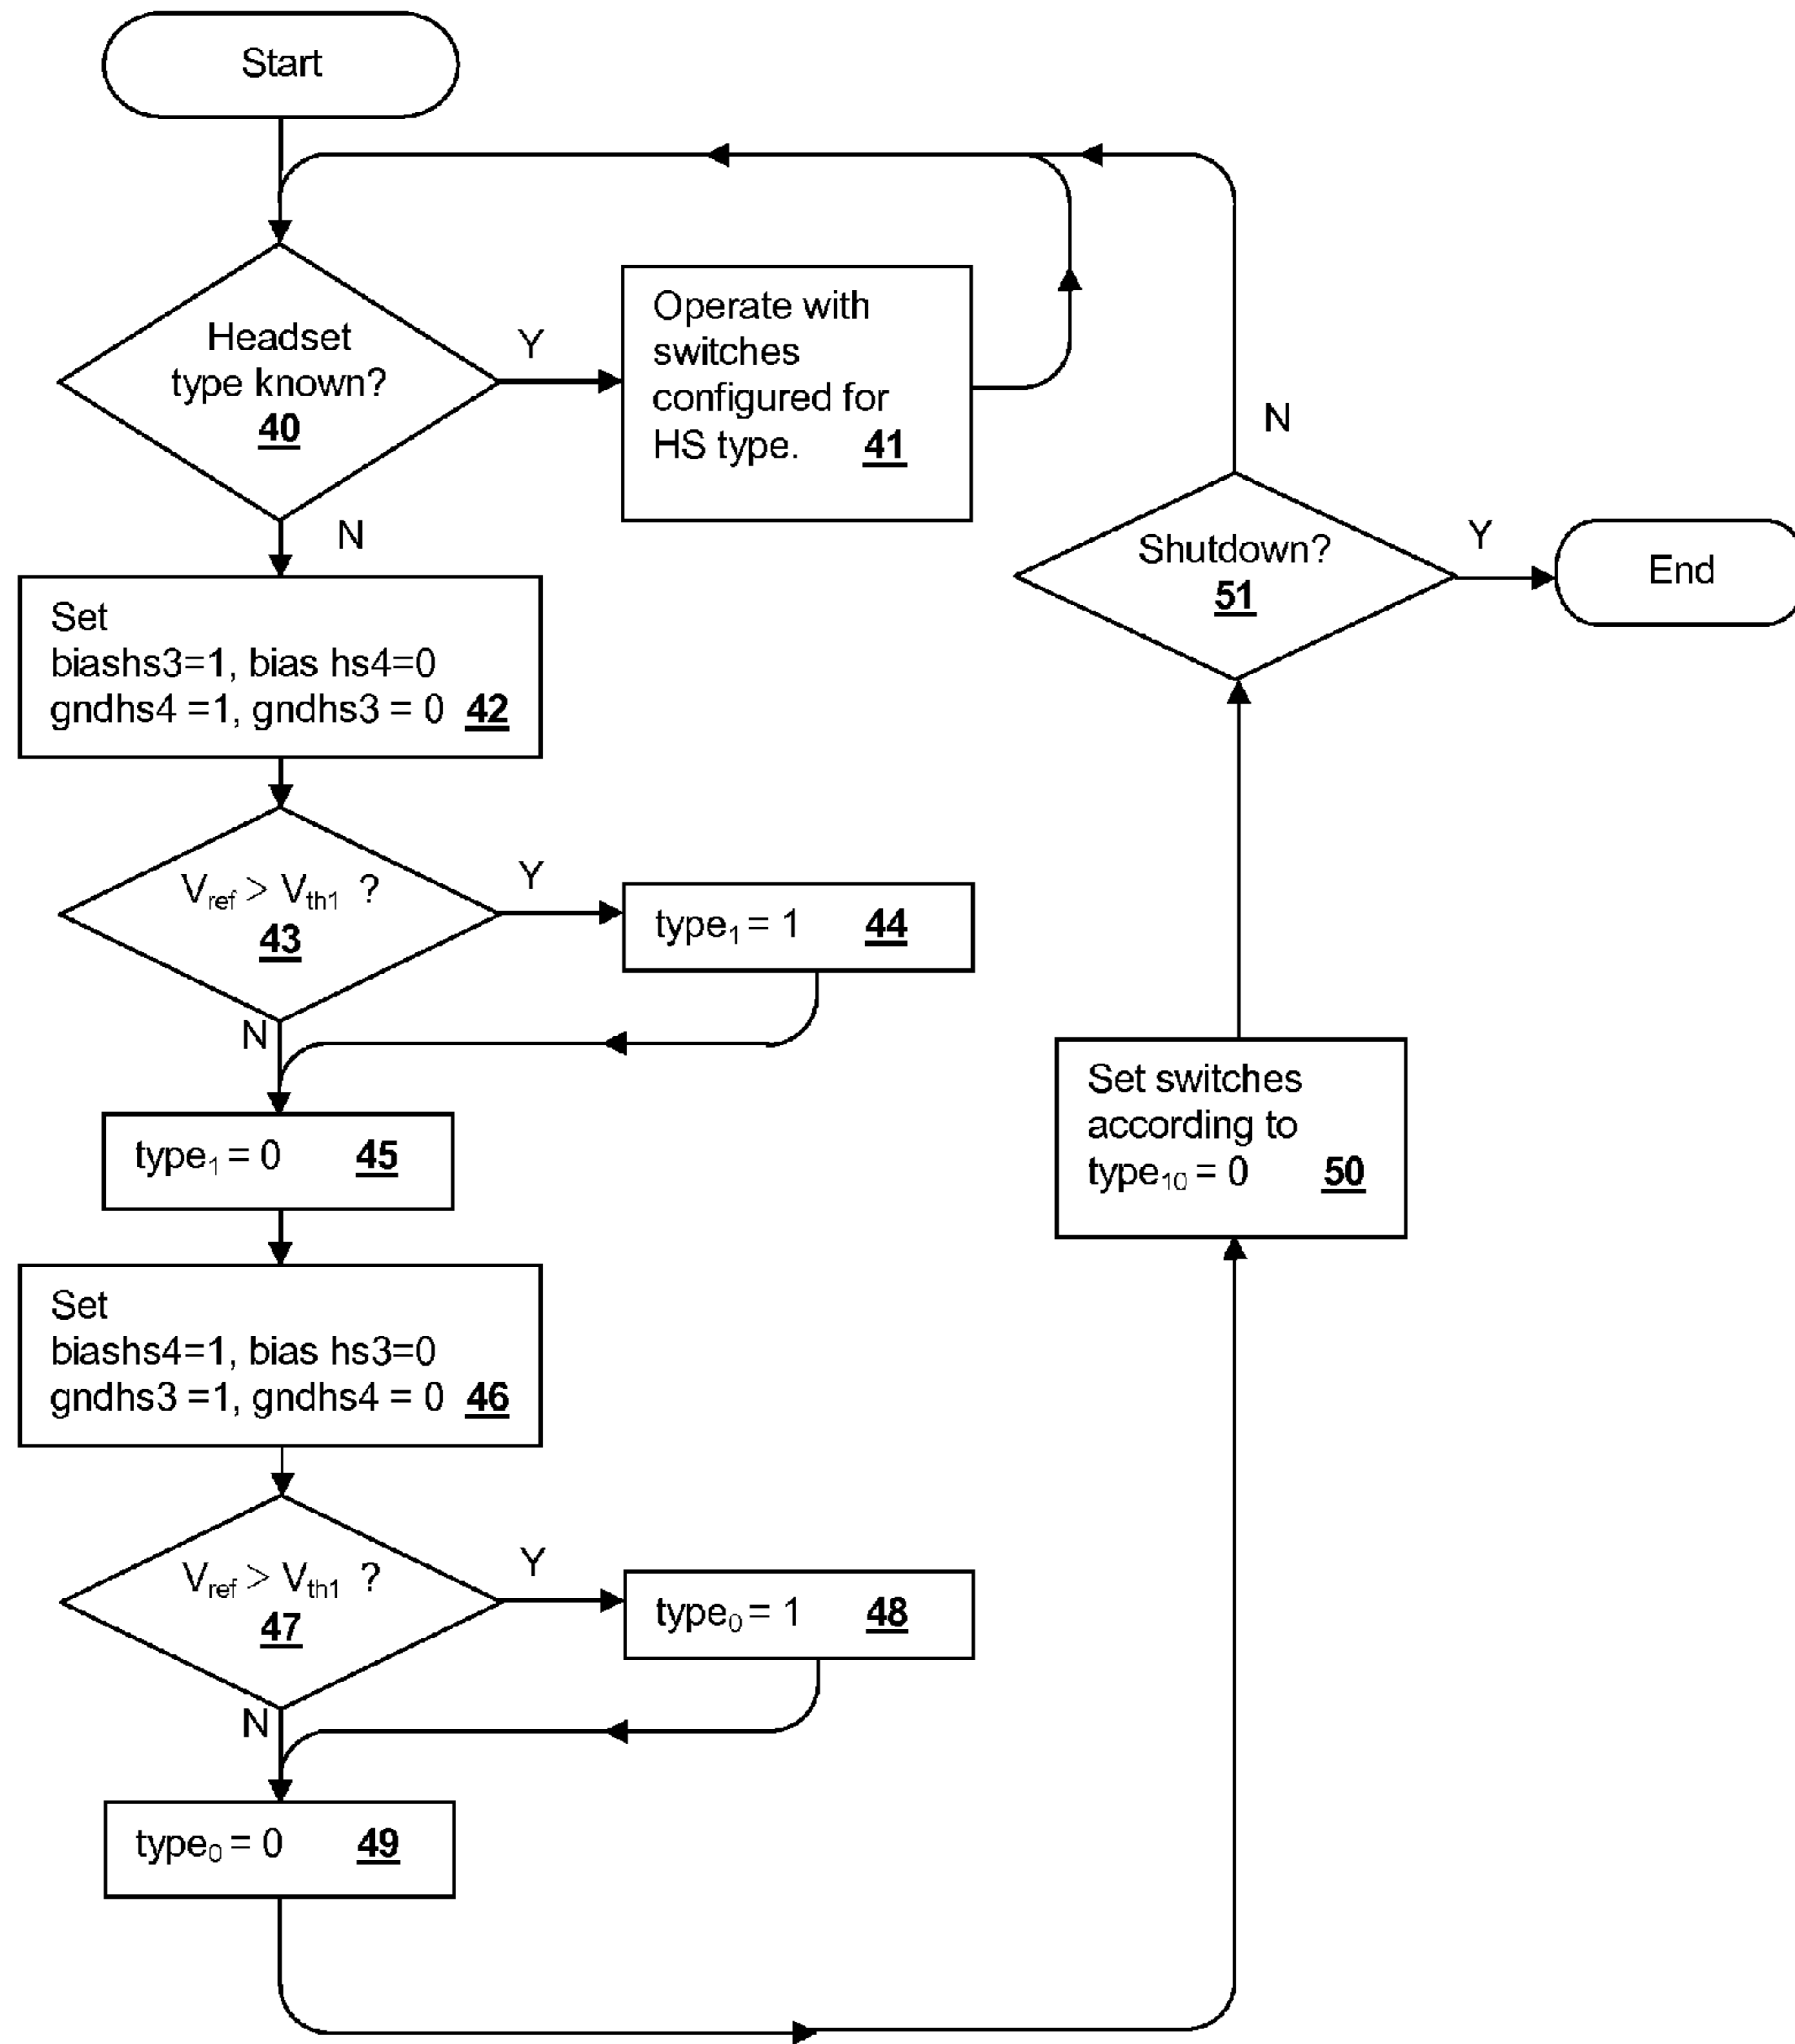 Start
Headset
type known?
40
Y
N
Operate with
switches
configured for
HS type. 41
Set
biashs3=1, bias hs4=0
gndhs4 =1, gndhs3 = 0 42
Vref > Vth1 ?
43
Y
N
type1 = 1 44
type1 = 0 45
Set
biashs4=1, bias hs3=0
gndhs3 =1, gndhs4 = 0 46
Vref > Vth1 ?
47
Y
N
type0 = 1 48
type0 = 0 49
Set switches
according to
type10 = 0 50
Shutdown?
51
N
Y
End